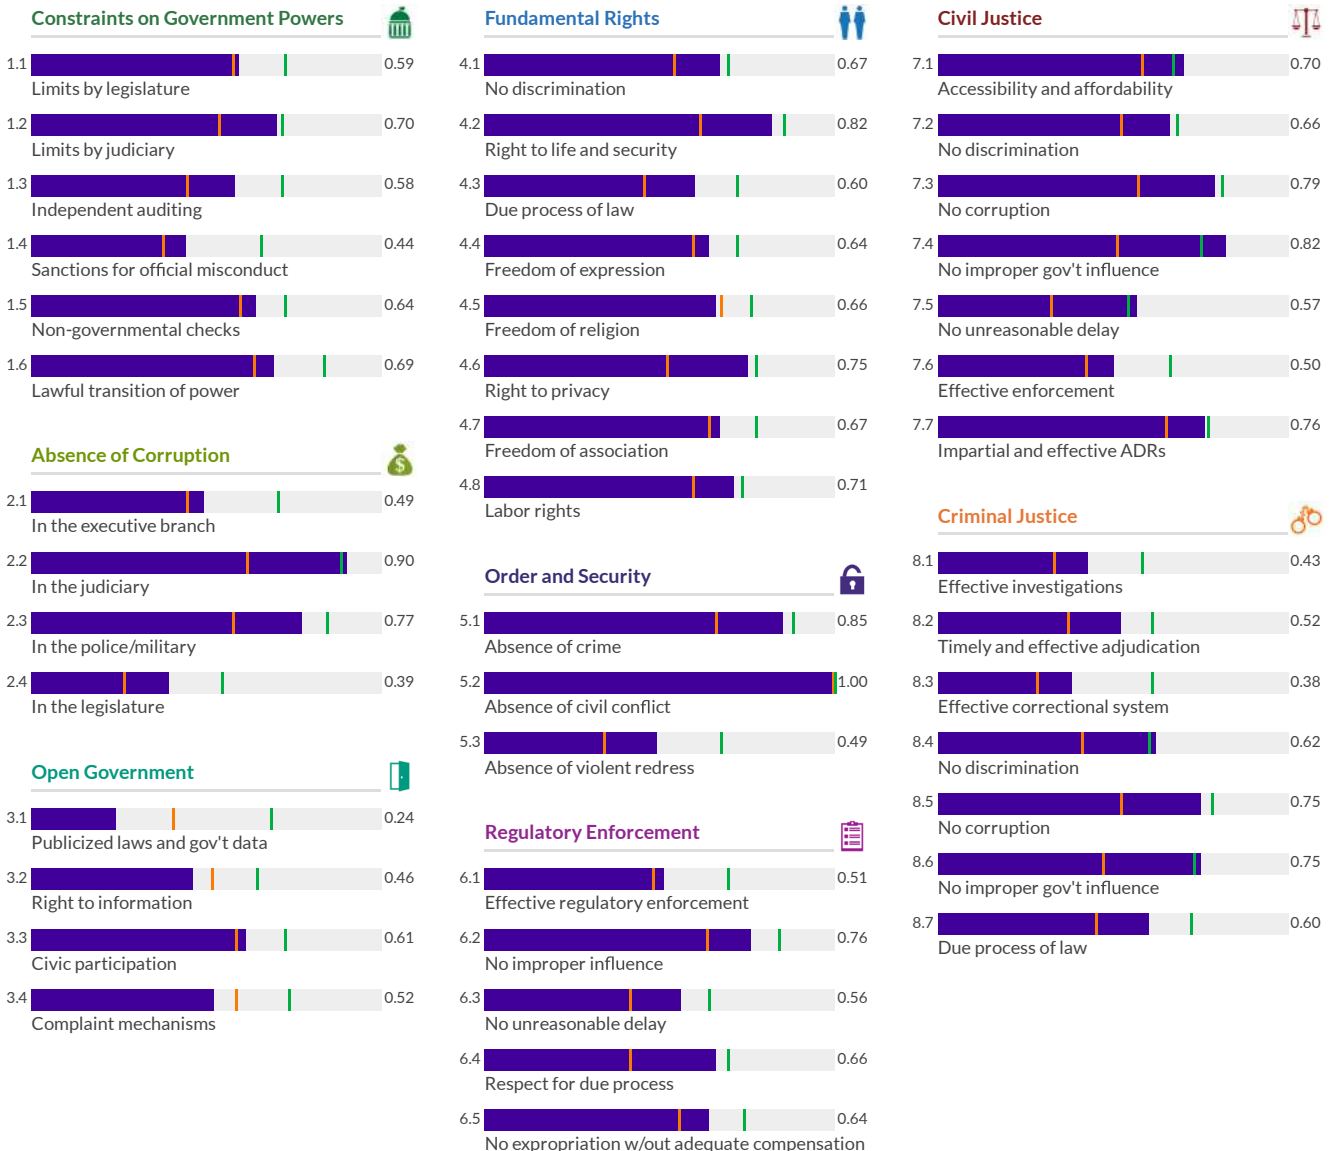 Constraints on Government Powers
1.1 0.59
Limits by legislature
1.2 0.70
Limits by judiciary
1.3 0.58
Independent auditing
1.4 0.44
Sanctions for official misconduct
1.5 0.64
Non-governmental checks
1.6 0.69
Lawful transition of power
Absence of Corruption
$
2.1 0.49
In the executive branch
2.2 0.90
In the judiciary
2.3 0.77
In the police/military
2.4 0.39
In the legislature
Open Government
3.1 0.24
Publicized laws and gov't data
3.2 0.46
Right to information
3.3 0.61
Civic participation
3.4 0.52
Complaint mechanisms
Fundamental Rights
4.1 0.67
No discrimination
4.2 0.82
Right to life and security
4.3 0.60
Due process of law
4.4 0.64
Freedom of expression
4.5 0.66
Freedom of religion
4.6 0.75
Right to privacy
4.7 0.67
Freedom of association
4.8 0.71
Labor rights
Order and Security
5.1 0.85
Absence of crime
5.2 1.00
Absence of civil conflict
5.3 0.49
Absence of violent redress
Regulatory Enforcement
6.1 0.51
Effective regulatory enforcement
6.2 0.76
No improper influence
6.3 0.56
No unreasonable delay
6.4 0.66
Respect for due process
6.5 0.64
No expropriation w/out adequate compensation
Civil Justice
7.1 0.70
Accessibility and affordability
7.2 0.66
No discrimination
7.3 0.79
No corruption
7.4 0.82
No improper gov't influence
7.5 0.57
No unreasonable delay
7.6 0.50
Effective enforcement
7.7 0.76
Impartial and effective ADRs
Criminal Justice
8.1 0.43
Effective investigations
8.2 0.52
Timely and effective adjudication
8.3 0.38
Effective correctional system
8.4 0.62
No discrimination
8.5 0.75
No corruption
8.6 0.75
No improper gov't influence
8.7 0.60
Due process of law